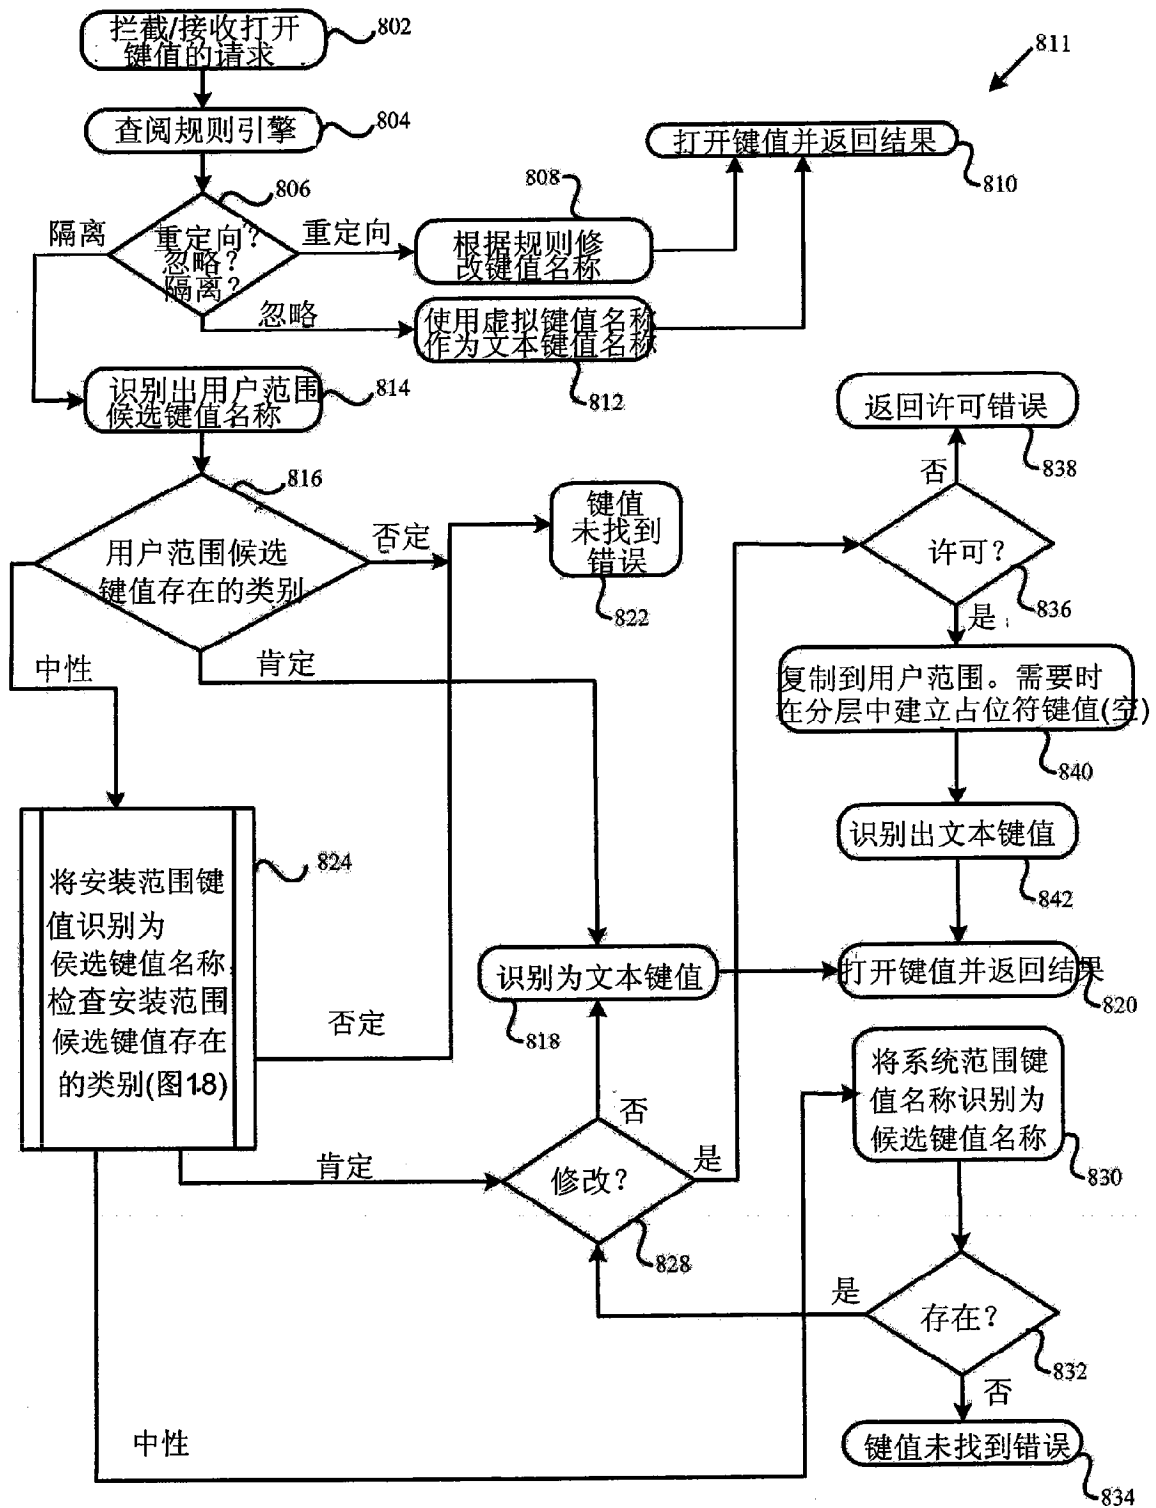 拦截/接收打开
键值的请求
802
811
查阅规则引擎
804
打开键值并返回结果
810
806
重定向?
忽略?
隔离?
隔离
重定向
808
根据规则修
改键值名称
忽略
使用虚拟键值名称
作为文本键值名称
812
识别出用户范围
候选键值名称
814
返回许可错误
838
816
用户范围候选
键值存在的类别
否定
键值
未找到
错误
822
否
许可?
836
是
中性
肯定
复制到用户范围。需要时
在分层中建立占位符键值(空)
840
识别出文本键值
842
824
将安装范围键
值识别为
侯选键值名称,
检查安装范围
候选键值存在
的类别(图18)
否定
识别为文本键值
818
打开键值并返回结果
820
将系统范围键
值名称识别为
候选键值名称
830
否
肯定
修改?
是
828
是
存在?
832
否
中性
键值未找到错误
834